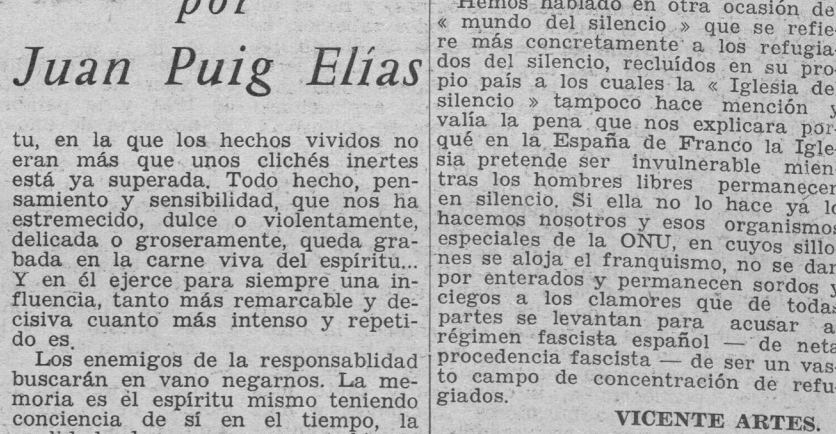 por
Juan Puig Elías
tu, en la que los hechos vividos no
eran más que unos clichés inertes
está ya superada. Todo hecho, pen-
samiento y sensibilidad, que nos ha
estremecido, dulce o violentamente,
delicada o groseramente, queda gra-
bada en la carne viva del espíritu...
Y en él ejerce para siempre una in-
fluencia, tanto más remarcable y de-
cisiva cuanto más intenso y repeti-
do es.
Los enemigos de la responsablidad
buscarán en vano negarnos. La me-
moria es el espíritu mismo teniendo
conciencia de sí en el tiempo, la
Hemos hablado en otra ocasión de
« mundo del silencio » que se refie-
re más concretamente a los refugia-
dos del silencio, recluídos en su pro-
pio país a los cuales la « Iglesia de
silencio » tampoco hace mención y
valía la pena que nos explicara por-
qué en la España de Franco la Igle-
sia pretende ser invulnerable mien-
tras los hombres libres permanecen
en silencio. Si ella no lo hace ya lo
hacemos nosotros y esos organismos
especiales de la ONU, en cuyos sillo-
nes se aloja el franquismo, no se dan
por enterados y permanecen sordos y
ciegos a los clamores que de todas
partes se levantan para acusar a
régimen fascista español — de neta
procedencia fascista — de ser un vas-
to campo de concentración de refu-
giados.
VICENTE ARTES.